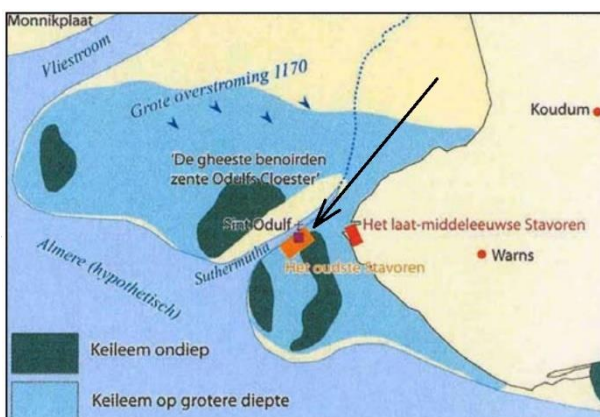 Monnikplaat
Vliestroom
Grote overstroming 1170
Koudum
'De gheeste benoirden
zente Odulfs Cloester'
Sint Odulf
Het laat-middeleeuwse Stavoren
Suthermutha
Het oudste Stavoren
Warns
Almere (hypothetisch)
Keileem ondiep
Keileem op grotere diepte